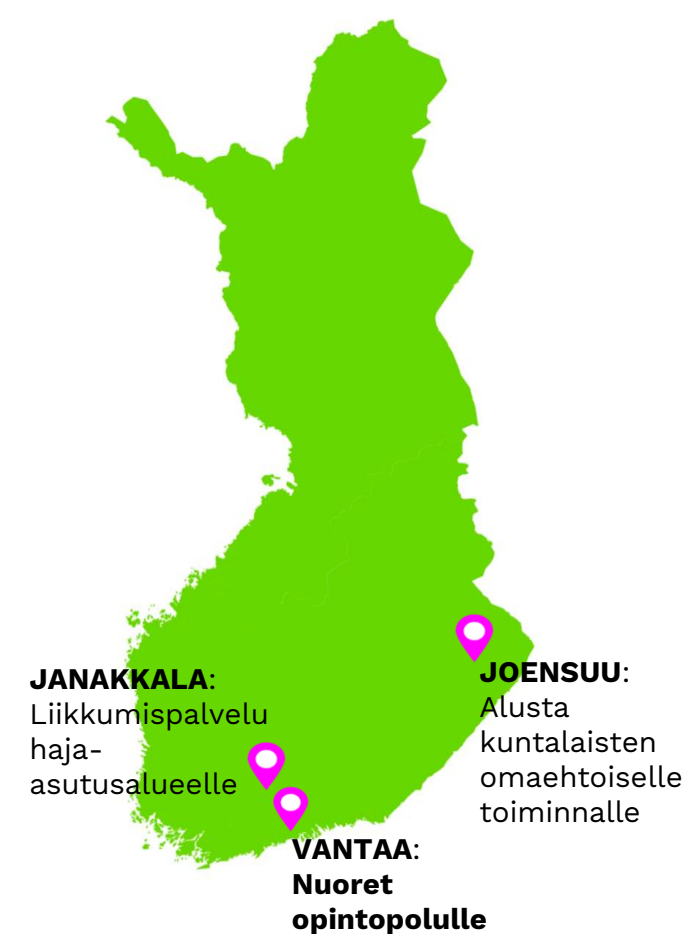 JANAKKALA:
Liikkumispalvelu
haja-
asutusalueelle
JOENSUU:
Alusta
kuntalaisten
omaehtoiselle
toiminnalle
VANTAA:
Nuoret
opintopolulle